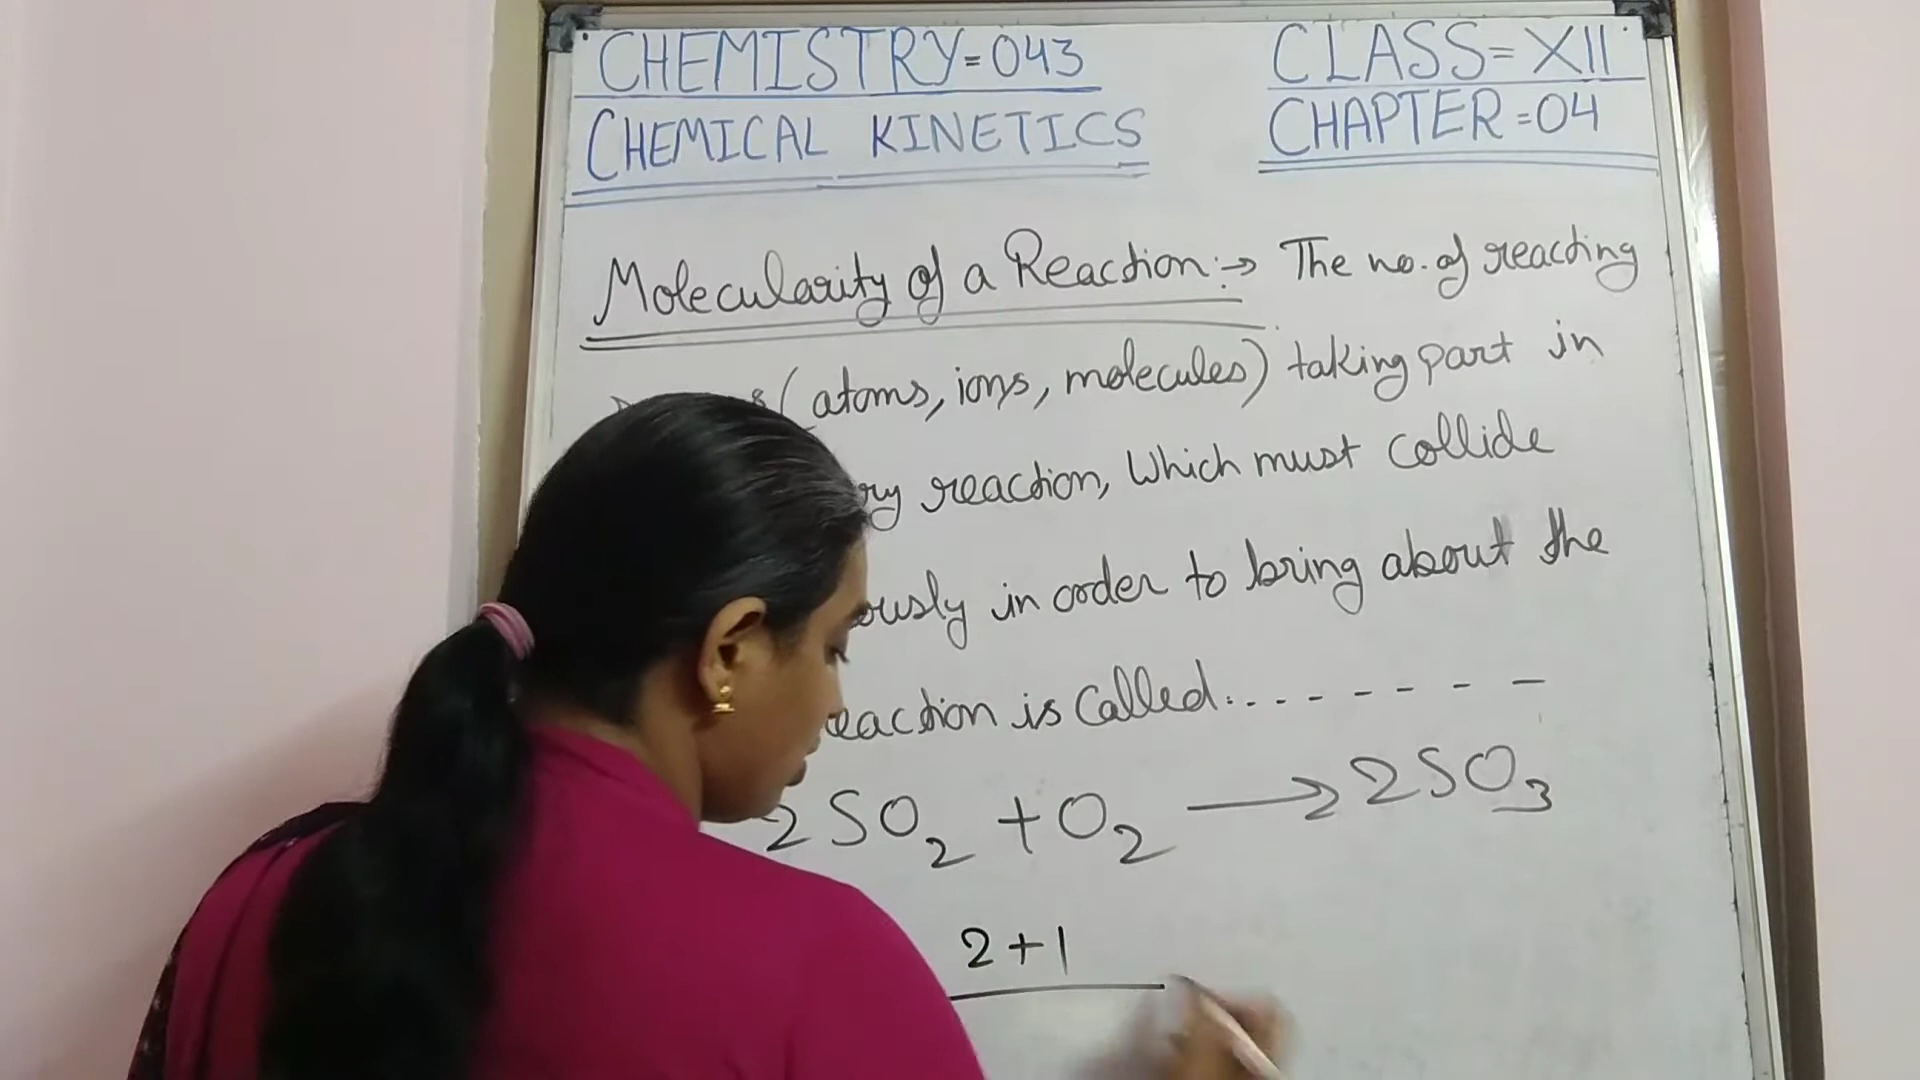 CHEMISTRY=043 CLASS=XII
CHEMICAL KINETICS CHAPTER=04
Molecularity of a Reaction:→ The no. of reacting
(atoms, ions, molecules) taking part in
reaction, which must collide
in order to bring about the
is called.......
2SO₂ + O₂ → 2SO₃
2+1